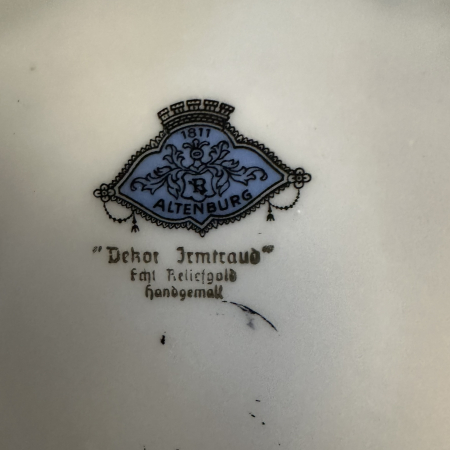 1811
R
ALTENBURG
"Dekor Irmtraud"
Echt Reliefgold
handgemalt